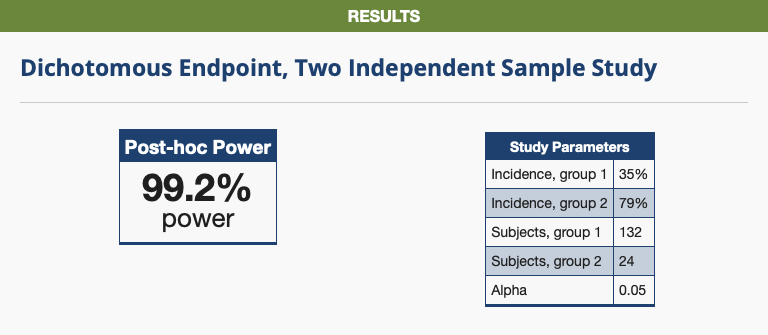 RESULTS
Dichotomous Endpoint, Two Independent Sample Study
Post-hoc Power
99.2%
power
Study Parameters
Incidence, group 1 35%
Incidence, group 2 79%
Subjects, group 1 132
Subjects, group 2 24
Alpha 0.05